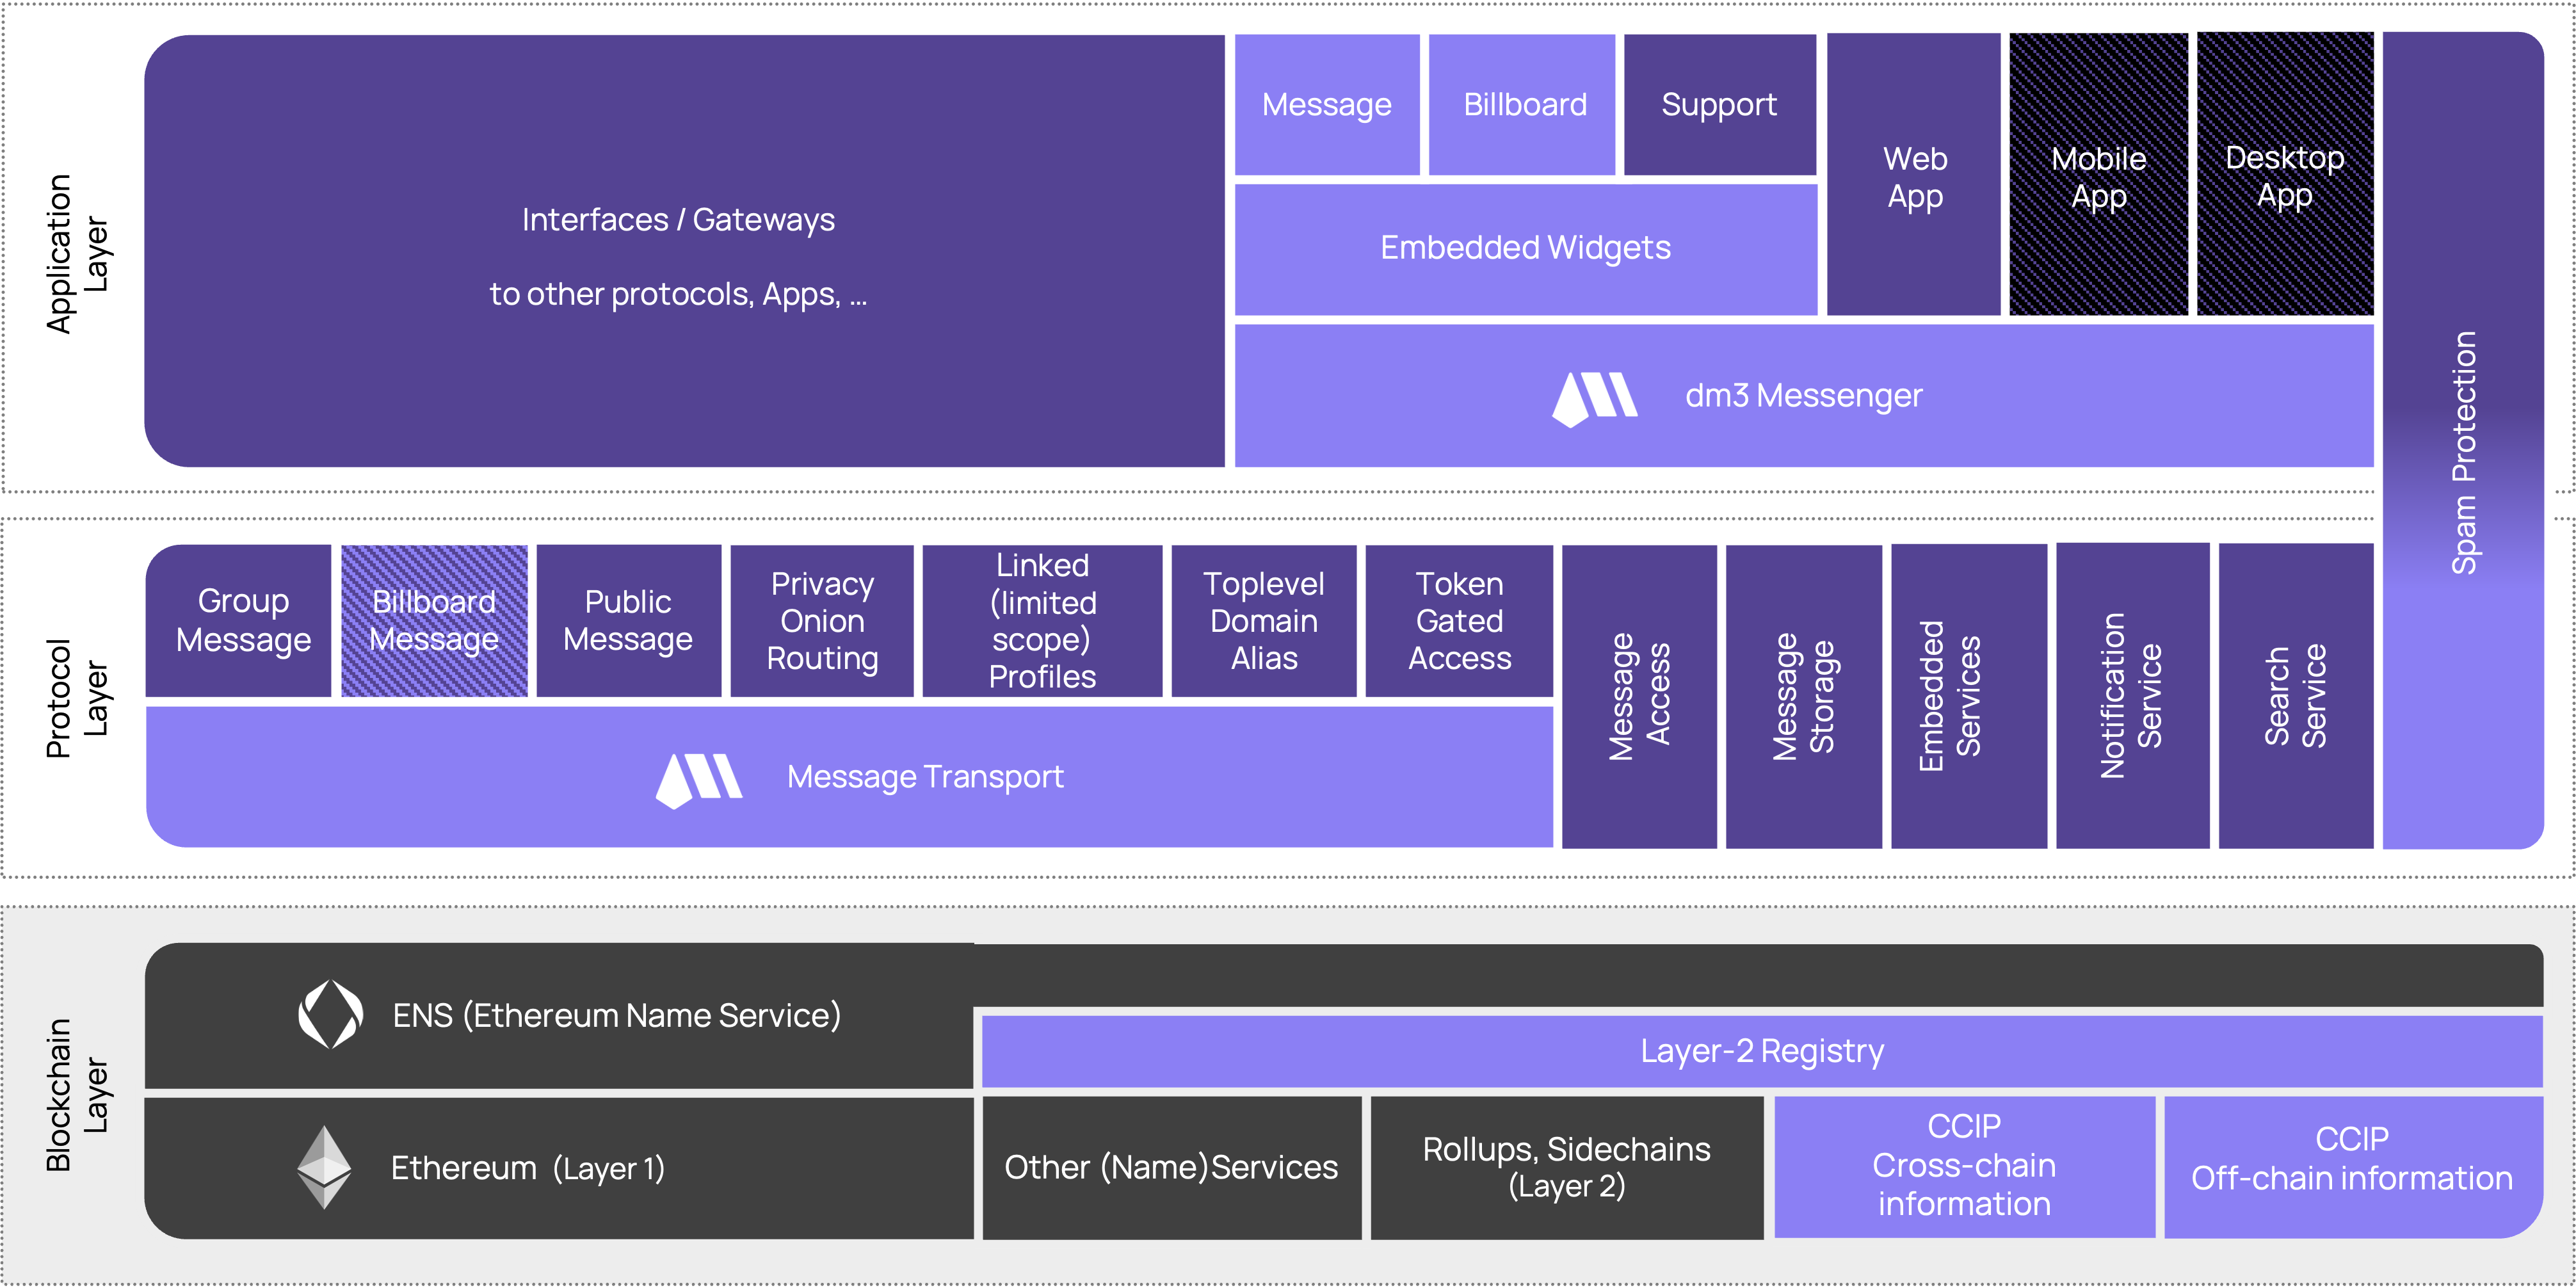 Application
Layer
Interfaces / Gateways
to other protocols, Apps, ...
Message
Billboard
Support
Embedded Widgets
Web
App
Mobile
App
Desktop
App
dm3 Messenger
Spam Protection
Protocol
Layer
Group
Message
Billboard
Message
Public
Message
Privacy
Onion
Routing
Linked
(limited
scope)
Profiles
Toplevel
Domain
Alias
Token
Gated
Access
Message Transport
Message
Access
Message
Storage
Embedded
Services
Notification
Service
Search
Service
Blockchain
Layer
ENS (Ethereum Name Service)
Layer-2 Registry
Ethereum (Layer 1)
Other (Name)Services
Rollups, Sidechains
(Layer 2)
CCIP
Cross-chain
information
CCIP
Off-chain information